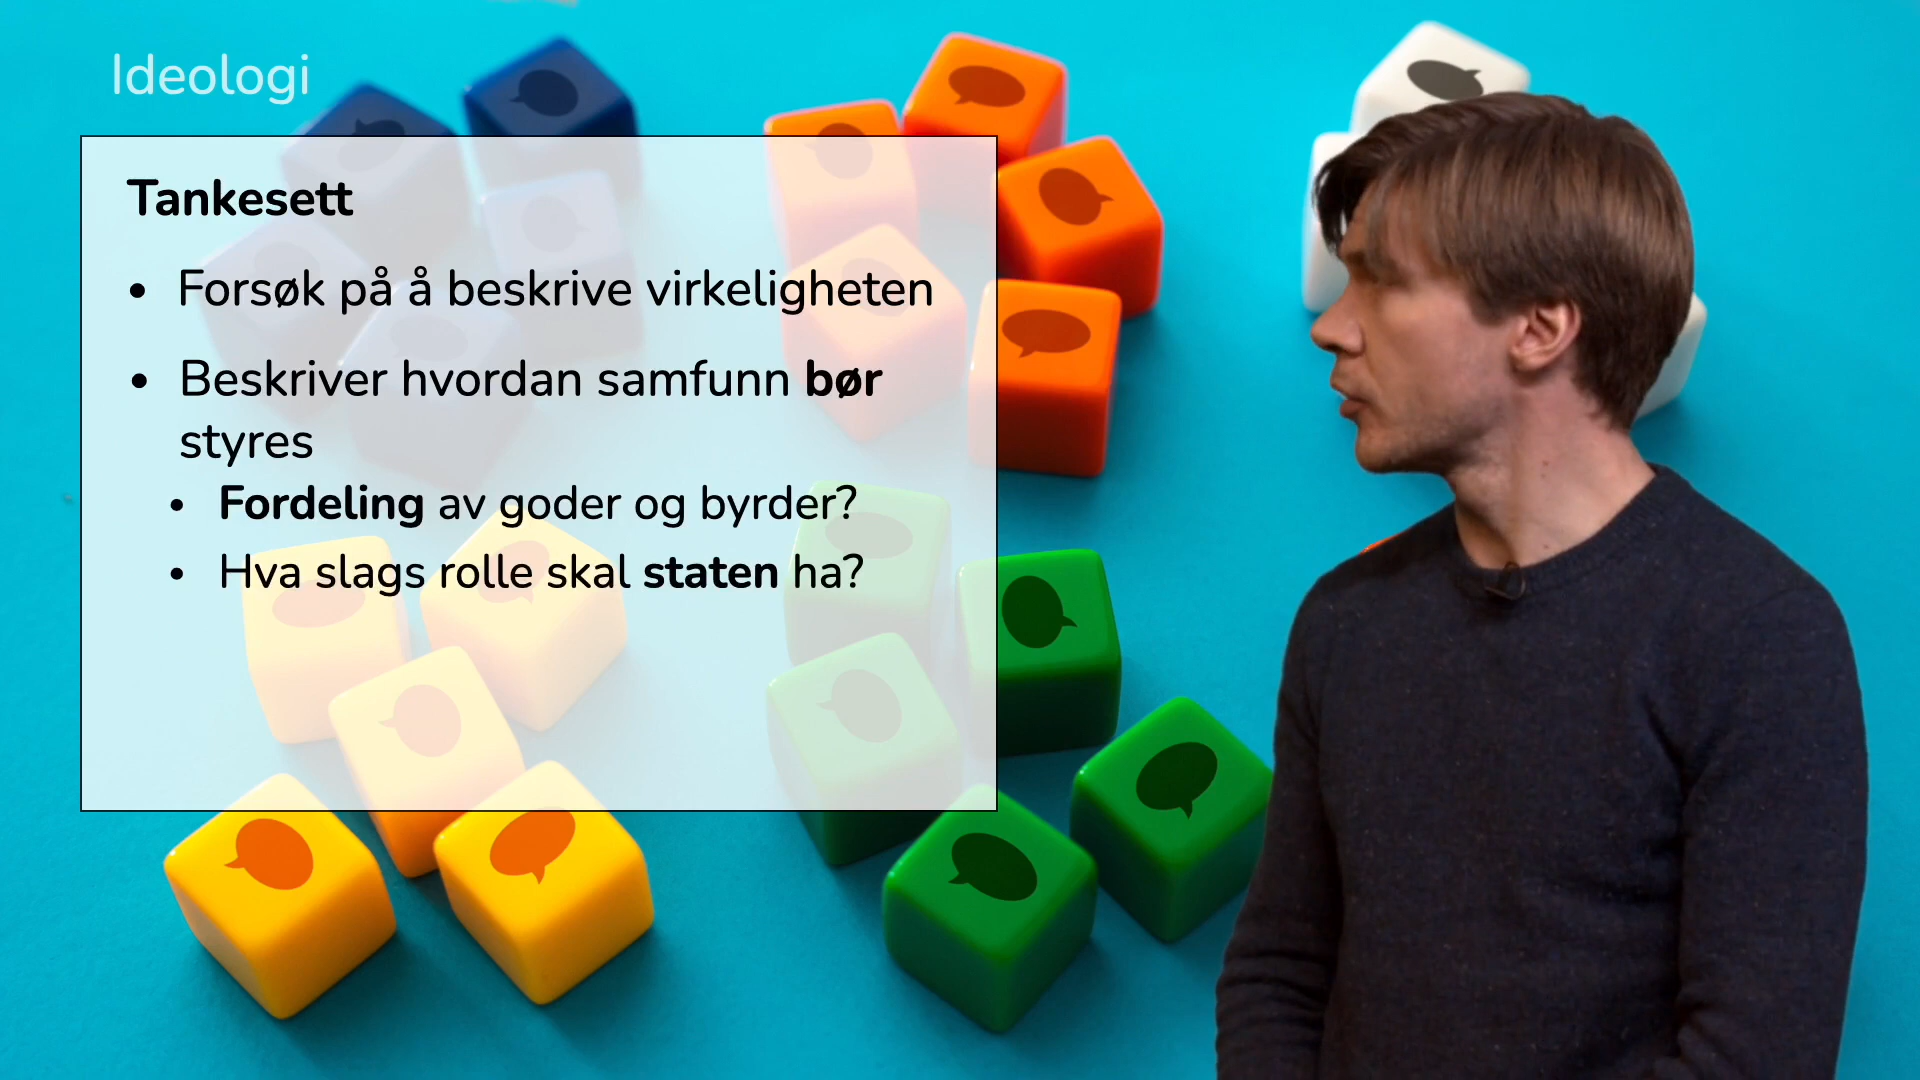 Ideologi
Tankesett
• Forsøk på å beskrive virkeligheten
• Beskriver hvordan samfunn bør
styres
• Fordeling av goder og byrder?
• Hva slags rolle skal staten ha?